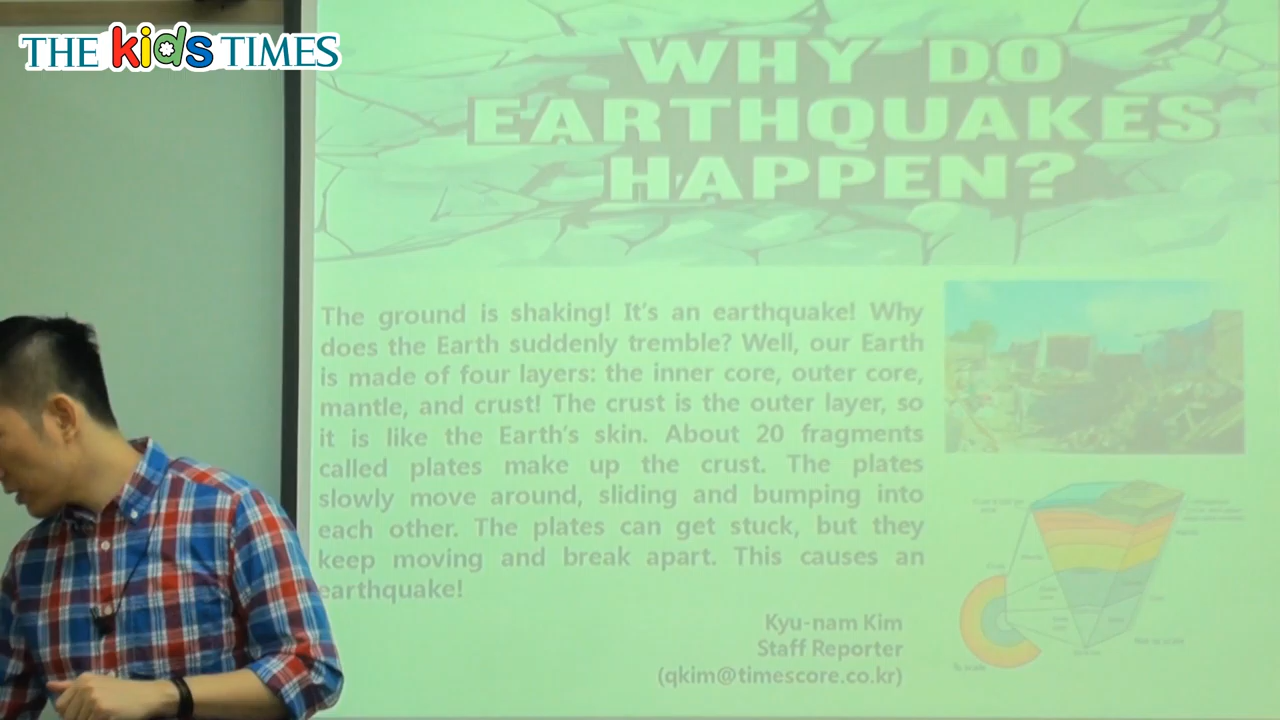 THE kids TIMES
WHY DO
EARTHQUAKES
HAPPEN?
The ground is shaking! It's an earthquake! Why
does the Earth suddenly tremble? Well, our Earth
is made of four layers: the inner core, outer core,
mantle, and crust! The crust is the outer layer, so
it is like the Earth's skin. About 20 fragments
called plates make up the crust. The plates
slowly move around, sliding and bumping into
each other. The plates can get stuck, but they
keep moving and break apart. This causes an
earthquake!
Kyu-nam Kim
Staff Reporter
(qkim@timescore.co.kr)